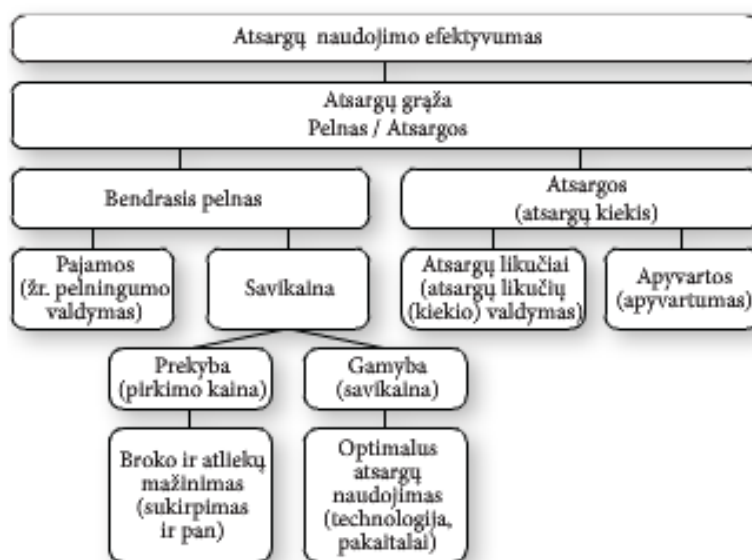 Atsargų naudojimo efektyvumas
Atsargų grąža
Pelnas / Atsargos
Bendrasis pelnas
Atsargos
(atsargų kiekis)
Pajamos
(žr. pelningumo
valdymas)
Savikaina
Atsargų likučiai
(atsargų likučių
(kiekio) valdymas)
Apyvartos
(apyvartumas)
Prekyba
(pirkimo kaina)
Gamyba
(savikaina)
Broko ir atliekų
mažinimas
(sukirpimas
ir pan)
Optimalus
atsargų
naudojimas
(technologija,
pakaitalai)